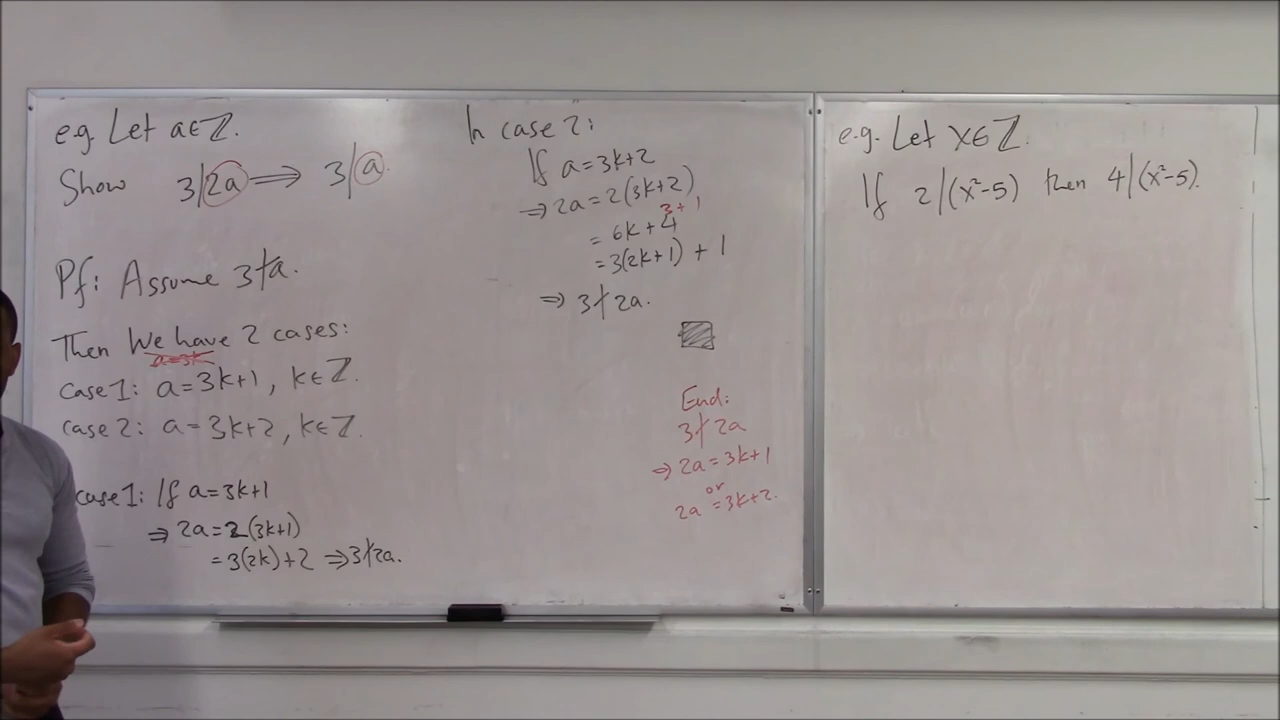 e.g. Let a∈ℤ.
Show 3|2a ⟹ 3|a.
Pf: Assume 3∤a.
Then We have 2 cases:
a=3k
case 1: a=3k+1, k∈ℤ.
case 2: a=3k+2, k∈ℤ.
case 1: If a=3k+1
⇒ 2a=2(3k+1)
=3(2k)+2 ⇒3∤2a.
In case 2:
If a=3k+2
⇒ 2a=2(3k+2)
3+1
=6k+4
=3(2k+1)+1
⇒ 3∤2a.
End:
3∤2a
⇒ 2a=3k+1
or
2a=3k+2.
e.g. Let x∈ℤ.
If 2|(x²-5) then 4|(x²-5).